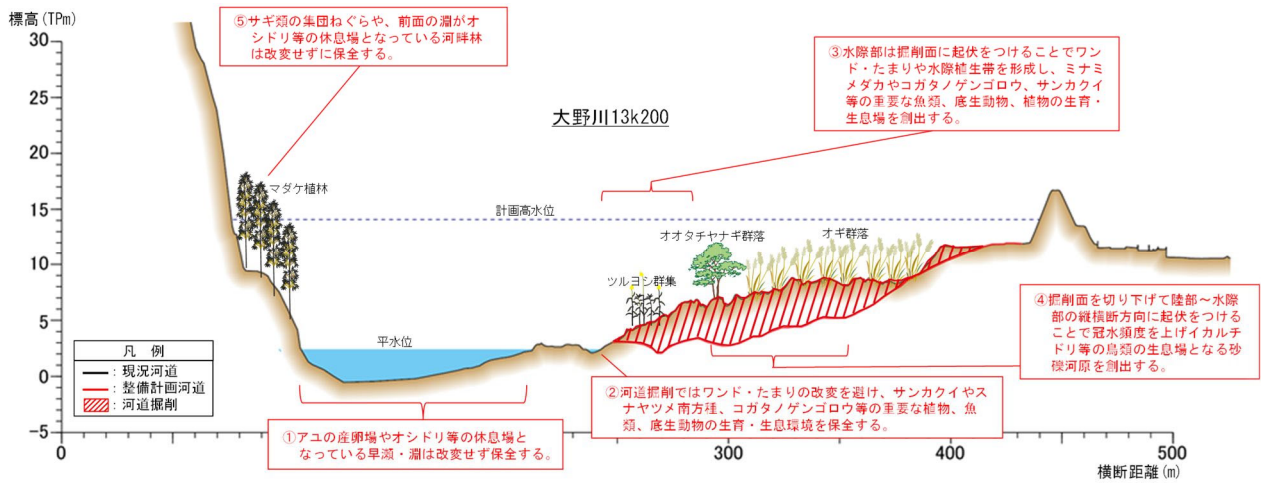 標高(TPm)
30
25
20
15
10
5
0
−5
⑤サギ類の集団ねぐらや、前面の淵がオ
シドリ等の休息場となっている河畔林
は改変せずに保全する。
大野川13k200
③水際部は掘削面に起伏をつけることでワン
ド・たまりや水際植生帯を形成し、ミナミ
メダカやコガタノゲンゴロウ、サンカクイ
等の重要な魚類、底生動物、植物の生育・
生息場を創出する。
マダケ植林
計画高水位
オオタチヤナギ群落
オギ群落
ツルヨシ群集
平水位
④掘削面を切り下げて陸部～水際
部の縦横断方向に起伏をつける
ことで冠水頻度を上げイカルチ
ドリ等の鳥類の生息場となる砂
礫河原を創出する。
凡 例
：現況河道
：整備計画河道
：河道掘削
②河道掘削ではワンド・たまりの改変を避け、サンカクイやス
ナヤツメ南方種、コガタノゲンゴロウ等の重要な植物、魚
類、底生動物の生育・生息環境を保全する。
①アユの産卵場やオシドリ等の休息場と
なっている早瀬・淵は改変せず保全する。
0
300
400
500
横断距離(m)